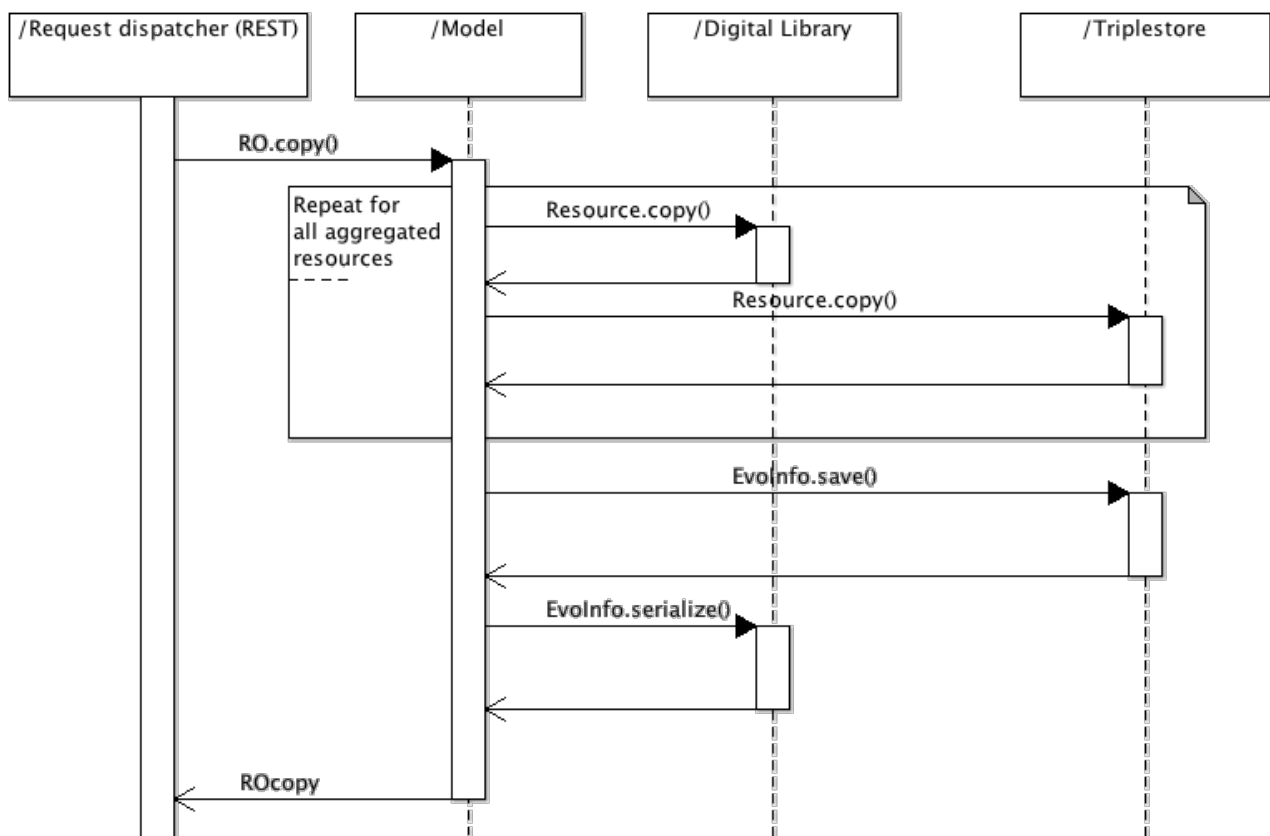 /Request dispatcher (REST)
/Model
/Digital Library
/Triplestore
RO.copy()
Repeat for
all aggregated
resources
Resource.copy()
Resource.copy()
EvoInfo.save()
EvoInfo.serialize()
ROcopy